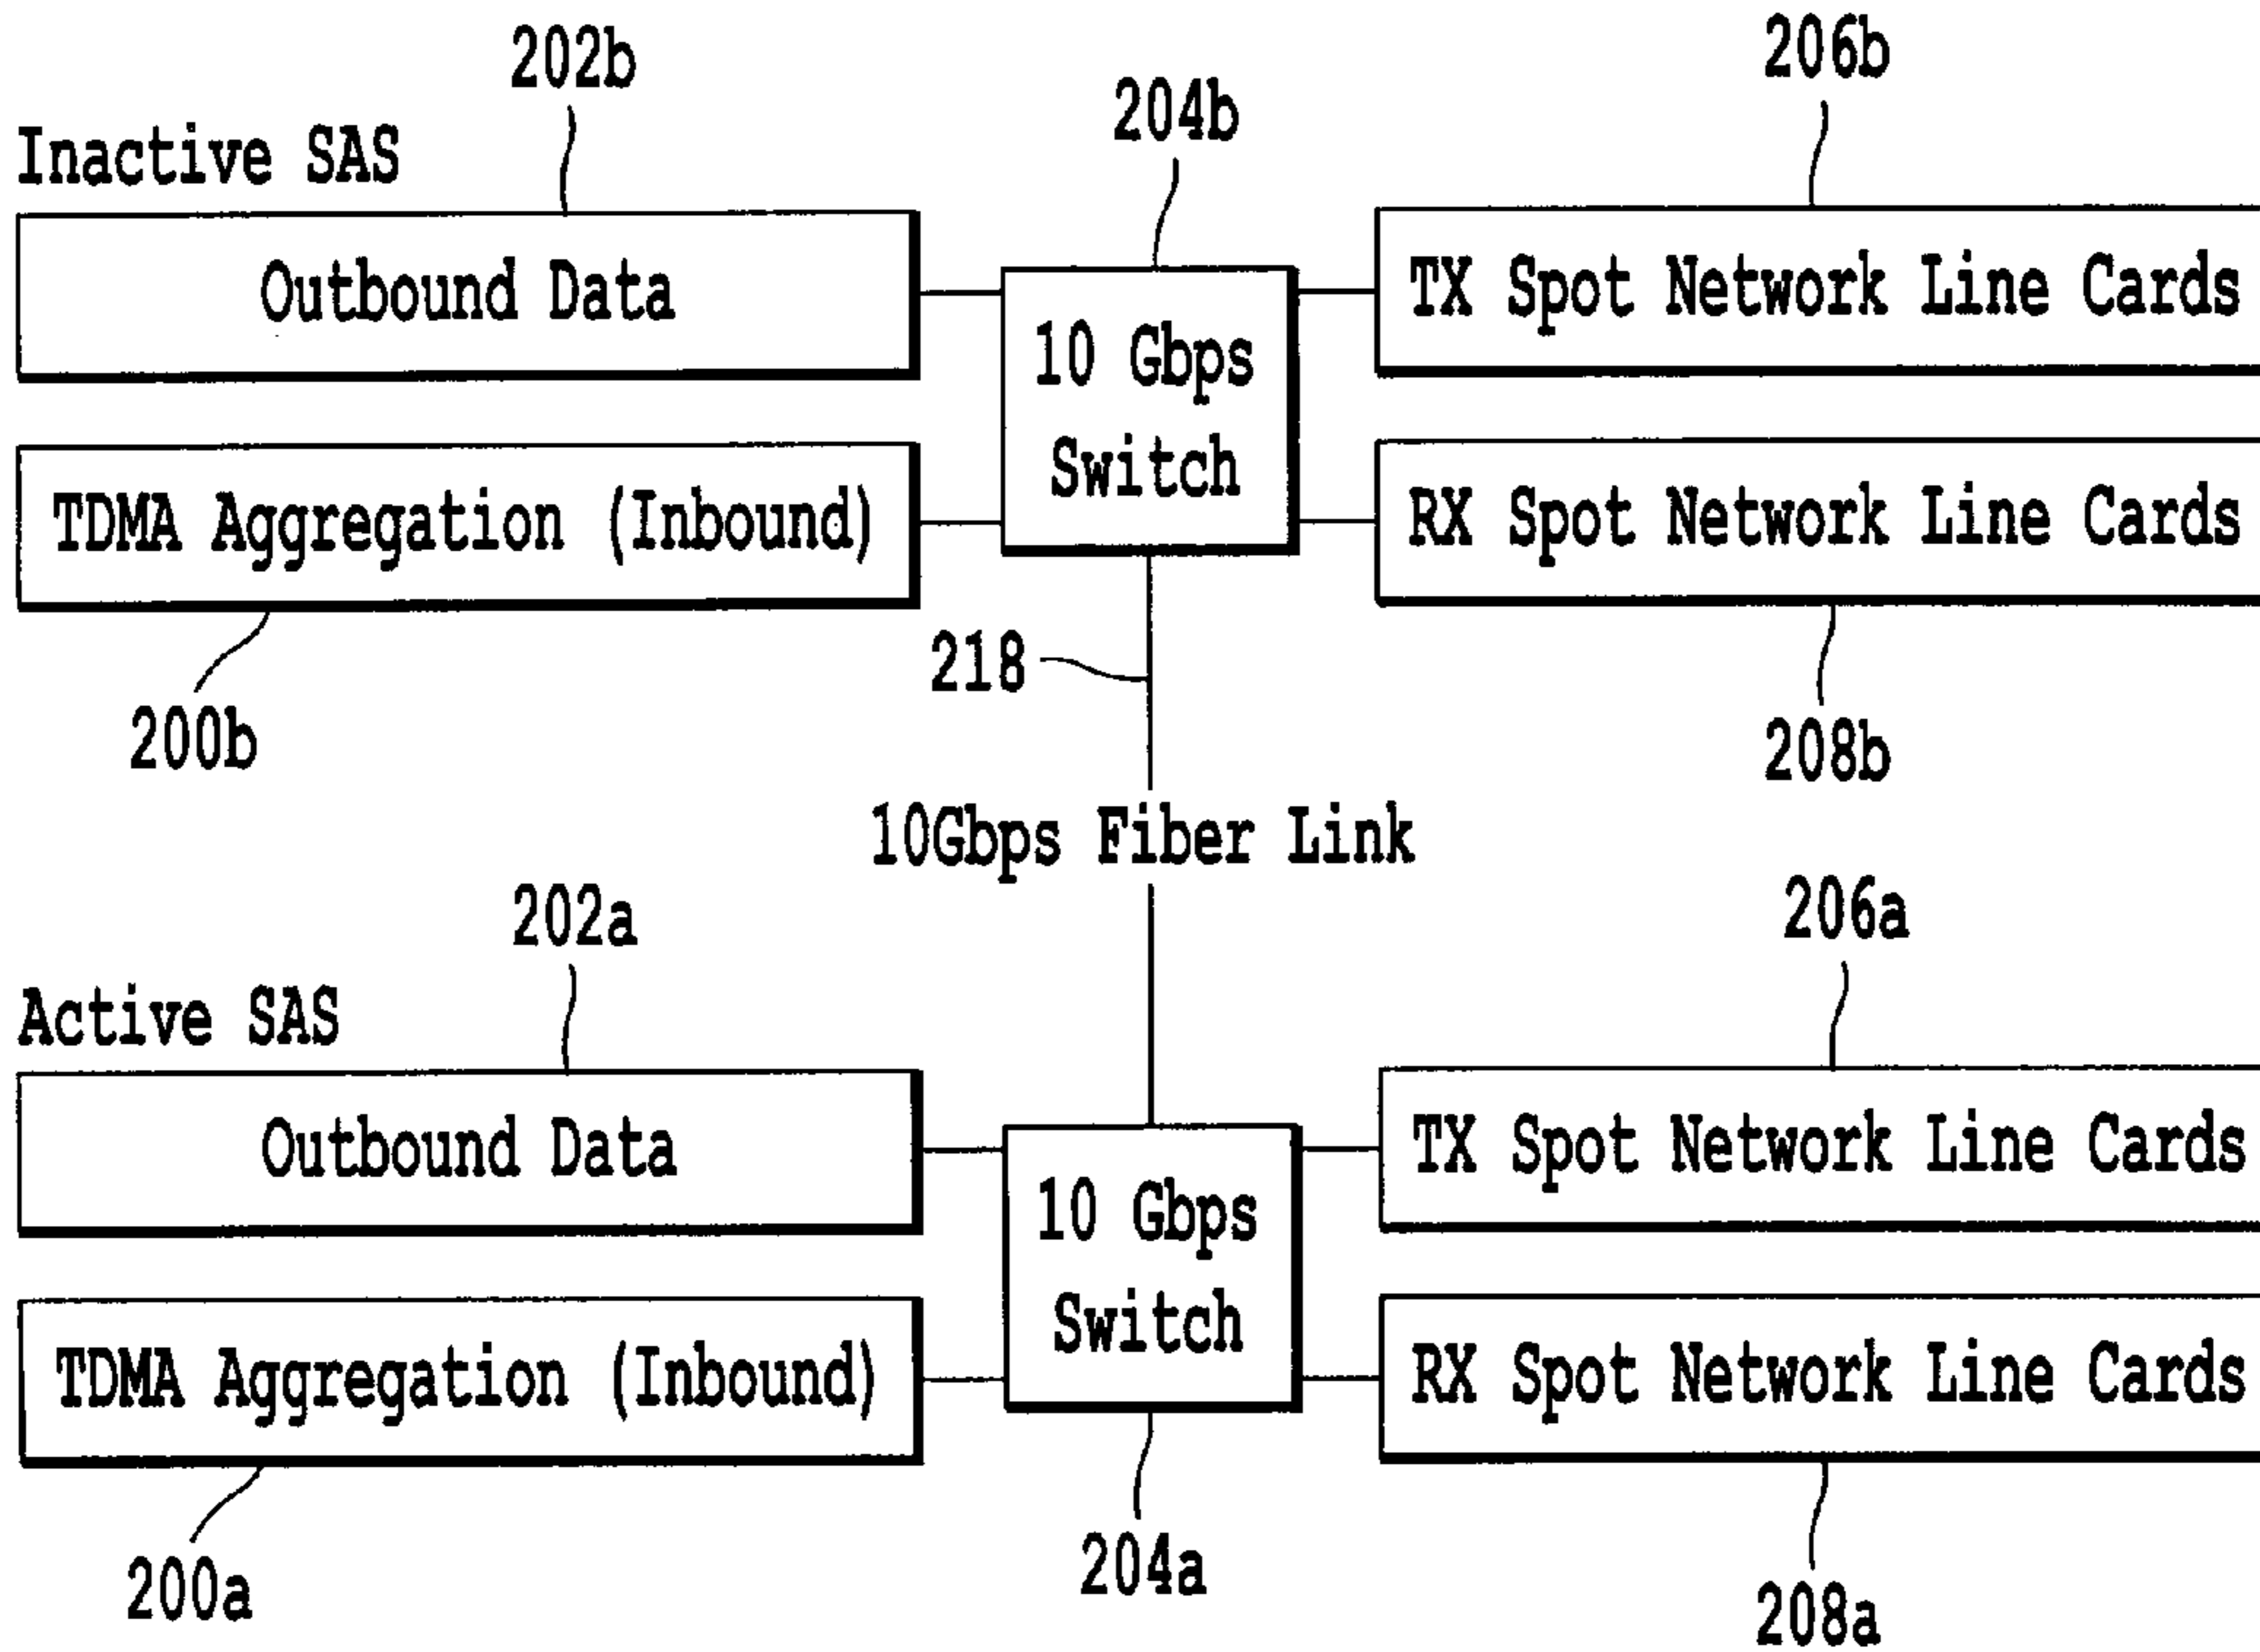 202b
206b
204b
Inactive SAS
Outbound Data
10 Gbps
Switch
TX Spot Network Line Cards
TDMA Aggregation (Inbound)
RX Spot Network Line Cards
218
200b
208b
10Gbps Fiber Link
202a
206a
Active SAS
Outbound Data
10 Gbps
Switch
TX Spot Network Line Cards
TDMA Aggregation (Inbound)
RX Spot Network Line Cards
200a
204a
208a